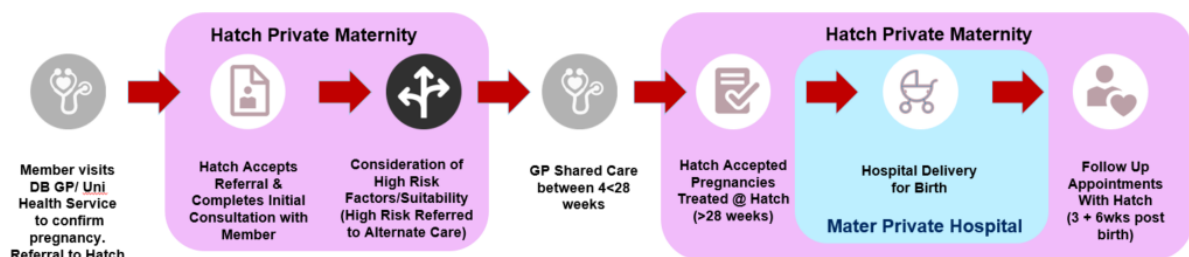 Hatch Private Maternity
Hatch Private Maternity
Member visits
DB GP/ Uni
Health Service
to confirm
pregnancy.
Referral to Hatch
Hatch Accepts
Referral &
Completes Initial
Consultation with
Member
Consideration of
High Risk
Factors/Suitability
(High Risk Referred
to Alternate Care)
GP Shared Care
between 4<28
weeks
Hatch Accepted
Pregnancies
Treated @ Hatch
(>28 weeks)
Hospital Delivery
for Birth
Mater Private Hospital
Follow Up
Appointments
With Hatch
(3 + 6wks post
birth)